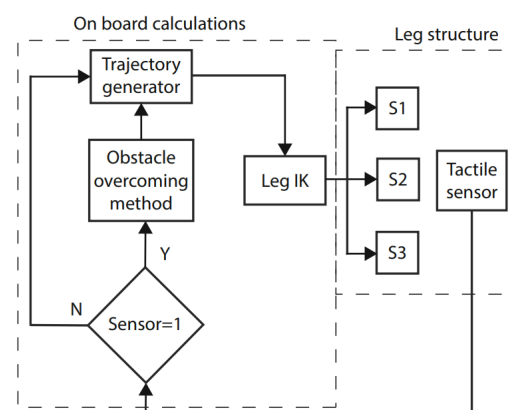 On board calculations
Leg structure
Trajectory
generator
S1
Obstacle
overcoming
method
Leg IK
S2
Tactile
sensor
Y
S3
N
Sensor=1